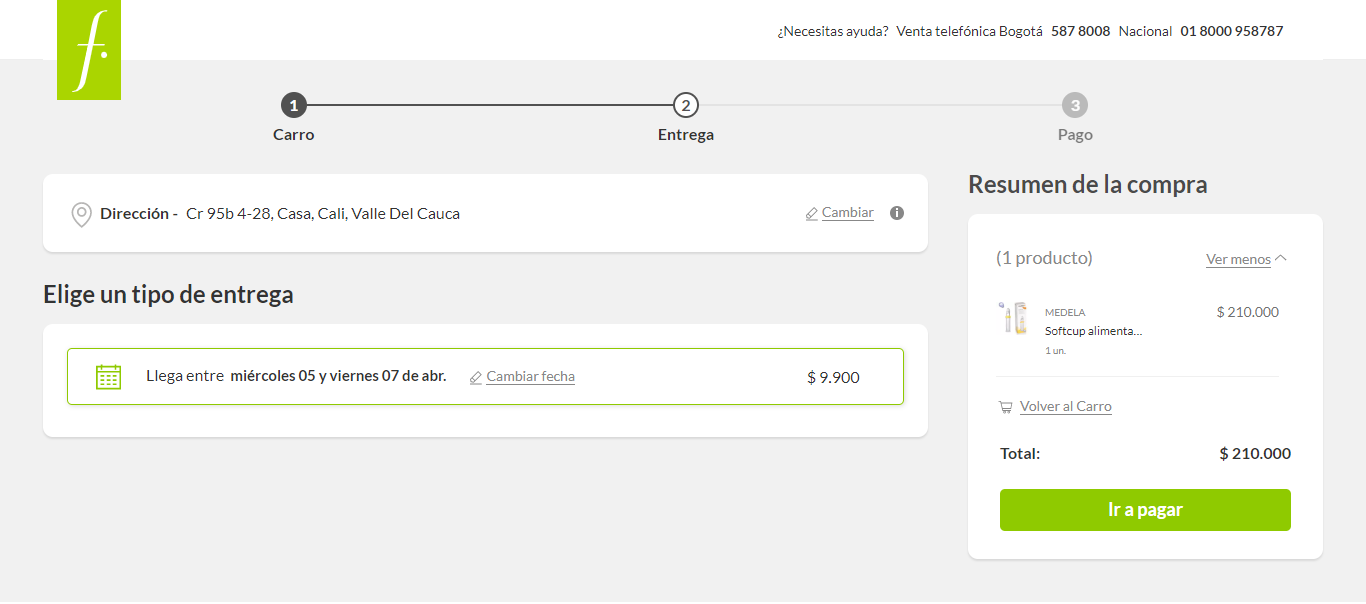 f.
¿Necesitas ayuda? Venta telefónica Bogotá 587 8008 Nacional 01 8000 958787
1 2 3
Carro Entrega Pago
Dirección - Cr 95b 4-28, Casa, Cali, Valle Del Cauca Cambiar
Elige un tipo de entrega
Llega entre miércoles 05 y viernes 07 de abr. Cambiar fecha $ 9.900
Resumen de la compra
(1 producto) Ver menos
MEDELA $ 210.000
Softcup alimenta...
1 un.
Volver al Carro
Total: $ 210.000
Ir a pagar